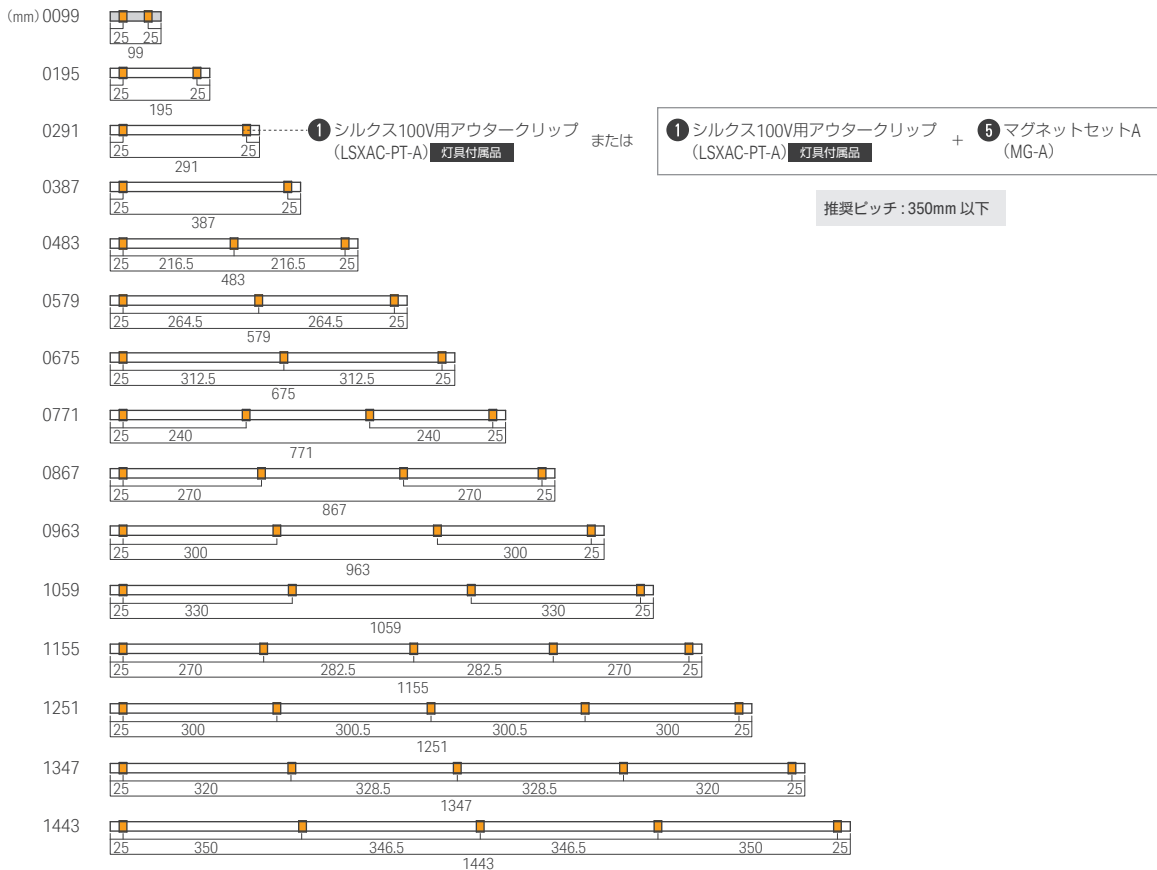 (mm) 0099
25 25
99
0195
25 25
195
0291
25 25
291
❶ シルクス100V用アウタークリップ
(LSXAC-PT-A) 灯具付属品
または
❶ シルクス100V用アウタークリップ
(LSXAC-PT-A) 灯具付属品
+
❺ マグネットセットA
(MG-A)
推奨ピッチ : 350mm 以下
0387
25 25
387
0483
25 216.5 216.5 25
483
0579
25 264.5 264.5 25
579
0675
25 312.5 312.5 25
675
0771
25 240 240 25
771
0867
25 270 270 25
867
0963
25 300 300 25
963
1059
25 330 330 25
1059
1155
25 270 282.5 282.5 270 25
1155
1251
25 300 300.5 300.5 300 25
1251
1347
25 320 328.5 328.5 320 25
1347
1443
25 350 346.5 346.5 350 25
1443